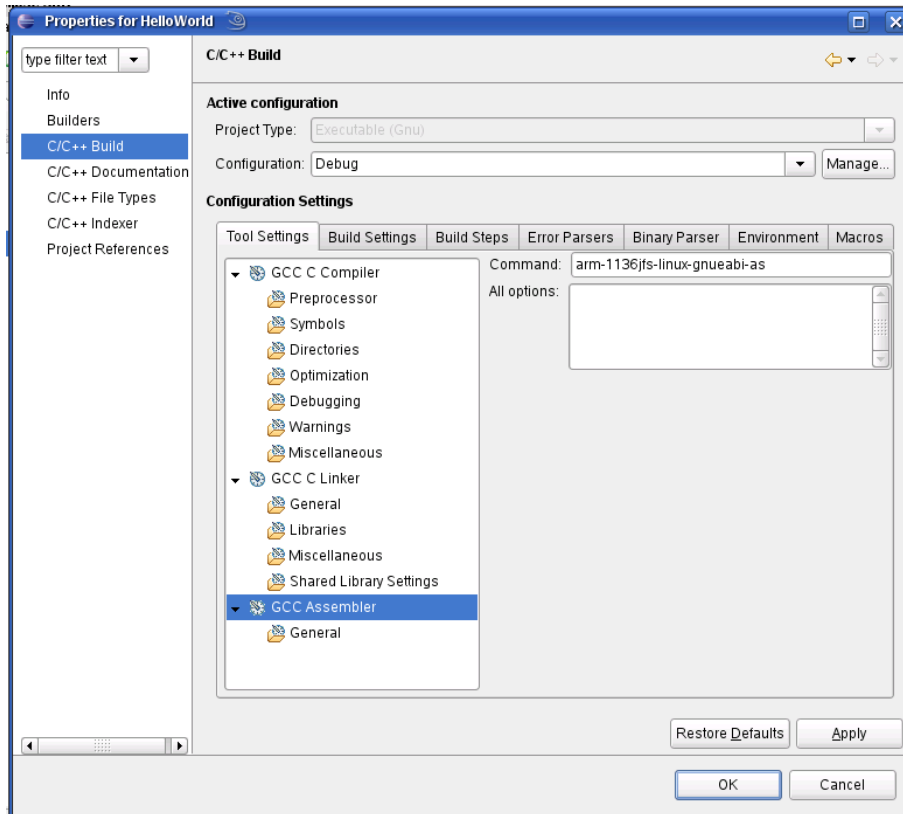 Properties for HelloWorld
type filter text
Info
Builders
C/C++ Build
C/C++ Documentation
C/C++ File Types
C/C++ Indexer
Project References
C/C++ Build
Active configuration
Project Type: Executable (Gnu)
Configuration: Debug Manage...
Configuration Settings
Tool Settings Build Settings Build Steps Error Parsers Binary Parser Environment Macros
GCC C Compiler
Preprocessor
Symbols
Directories
Optimization
Debugging
Warnings
Miscellaneous
GCC C Linker
General
Libraries
Miscellaneous
Shared Library Settings
GCC Assembler
General
Command: arm-1136jfs-linux-gnueabi-as
All options:
Restore Defaults Apply
OK Cancel